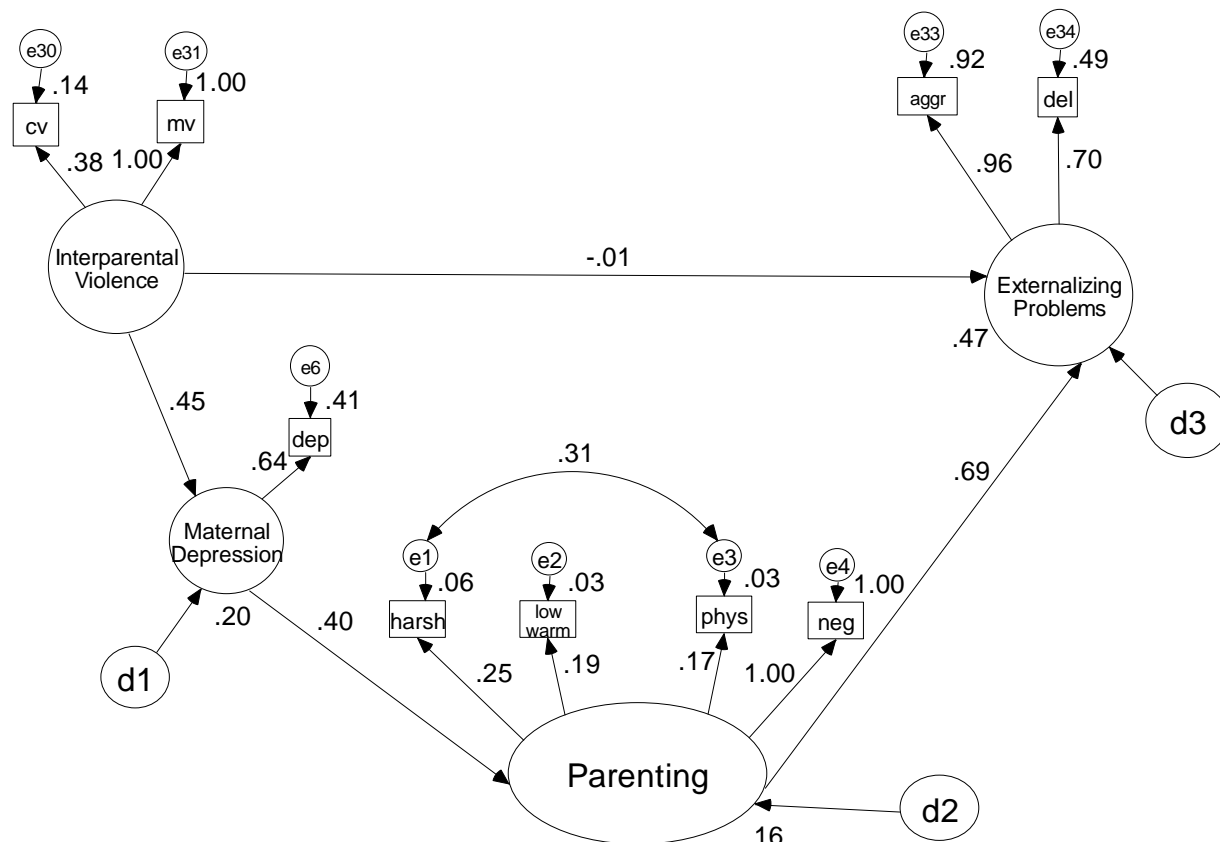 e30
e31
e33
e34
.14
1.00
.92
.49
cv
mv
aggr
del
.38
1.00
.96
.70
Interparental
Violence
-.01
Externalizing
Problems
.47
e6
.45
.41
dep
.64
d3
.31
.69
Maternal
Depression
e1
e2
e3
e4
.06
.03
.03
1.00
harsh
low
warm
phys
neg
.20
.40
.25
.19
.17
1.00
d1
Parenting
d2
16